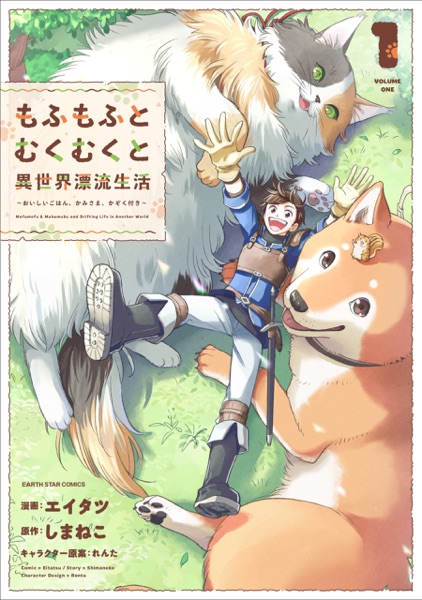 1
VOLUME
ONE
もふもふと
むくむくと
異世界漂流生活
～おいしいごはん、かみさま、かぞく付き～
Mofumofu & Mukumuku and Drifting Life in Another World
EARTH STAR COMICS
漫画:エイタツ
原作:しまねこ
キャラクター原案:れんた
Comic = Eitatsu / Story = Shimaneko
Character Design = Renta